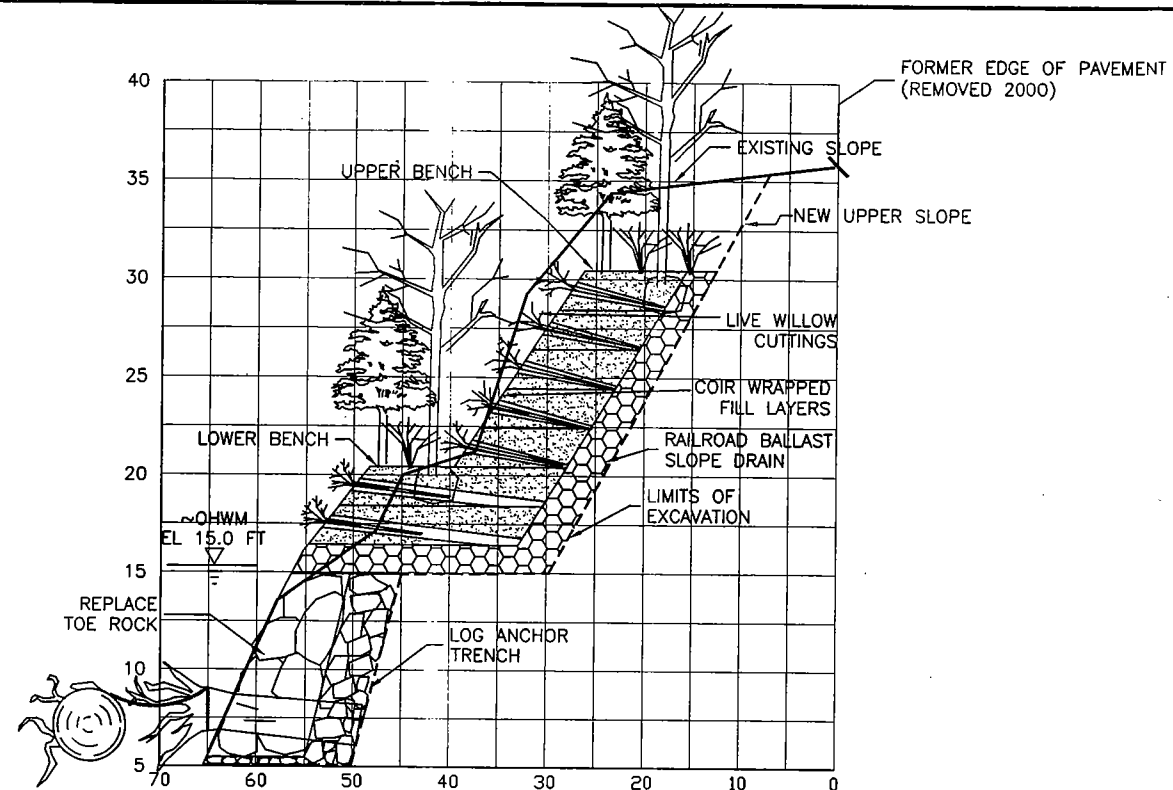 40
FORMER EDGE OF PAVEMENT
(REMOVED 2000)
EXISTING SLOPE
UPPER BENCH
35
NEW UPPER SLOPE
30
LIVE WILLOW
CUTTINGS
25
COIR WRAPPED
FILL LAYERS
LOWER BENCH
RAILROAD BALLAST
SLOPE DRAIN
20
LIMITS OF
EXCAVATION
~OHWM
EL 15.0 FT
15
REPLACE
TOE ROCK
LOG ANCHOR
TRENCH
10
5
70 60 50 40 30 20 10 0